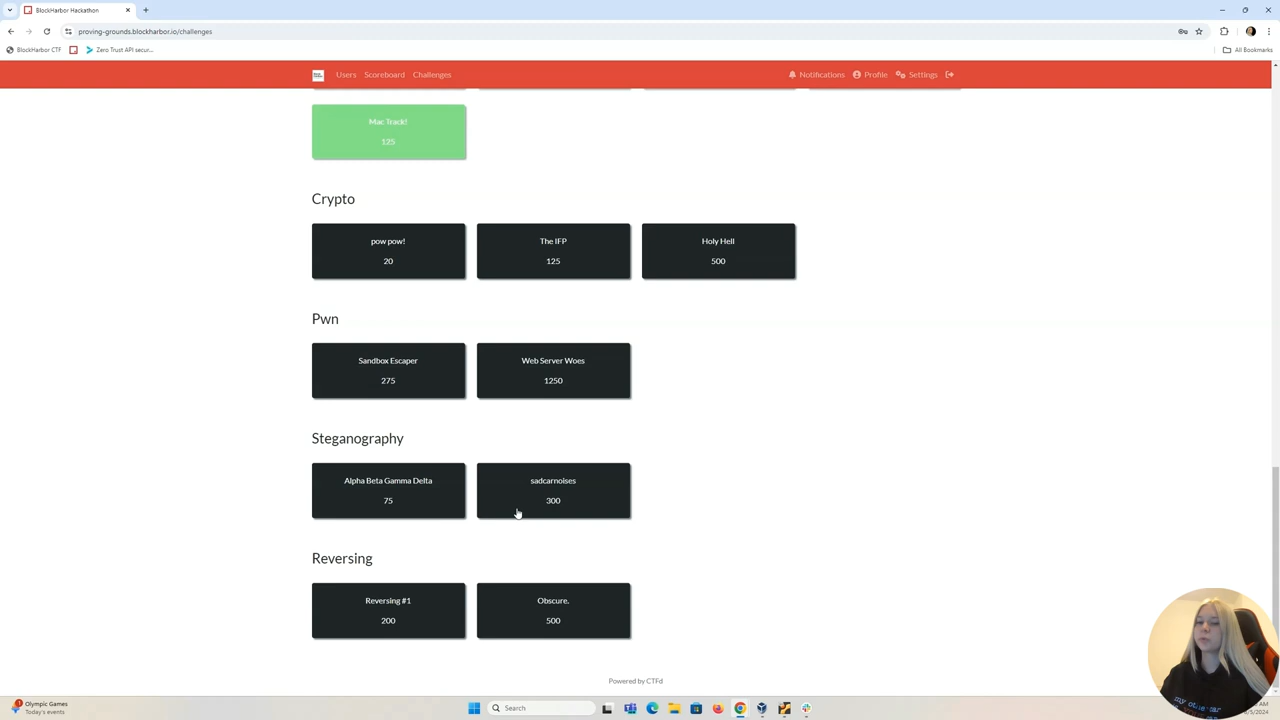 BlockHarbor Hackathon
proving-grounds.blockharbor.io/challenges
BlockHarbor CTF
Zero Trust API secur...
All Bookmarks
Users Scoreboard Challenges Notifications Profile Settings
Mac Track!
125
Crypto
pow pow!
20
The IFP
125
Holy Hell
500
Pwn
Sandbox Escaper
275
Web Server Woes
1250
Steganography
Alpha Beta Gamma Delta
75
sadcarnoises
300
Reversing
Reversing #1
200
Obscure.
500
Powered by CTFd
Olympic Games
Today's events
Search
my other